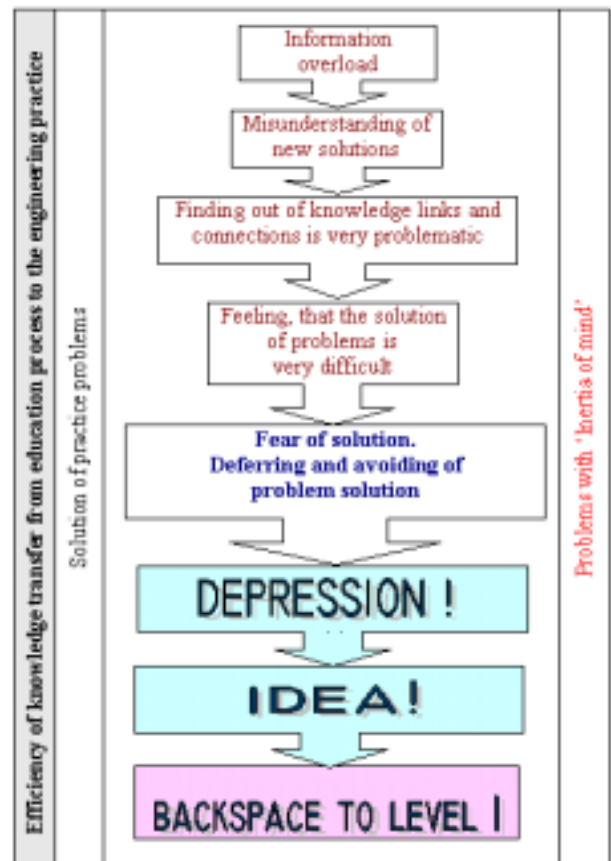 Efficiency of knowledge transfer from education process to the engineering practice
Solution of practice problems
Information
overload
Misunderstanding of
new solutions
Finding out of knowledge links and
connections is very problematic
Feeling, that the solution
of problems is
very difficult
Fear of solution.
Deferring and avoiding of
problem solution
DEPRESSION !
IDEA!
BACKSPACE TO LEVEL 1
Problems with "Inertia of mind"